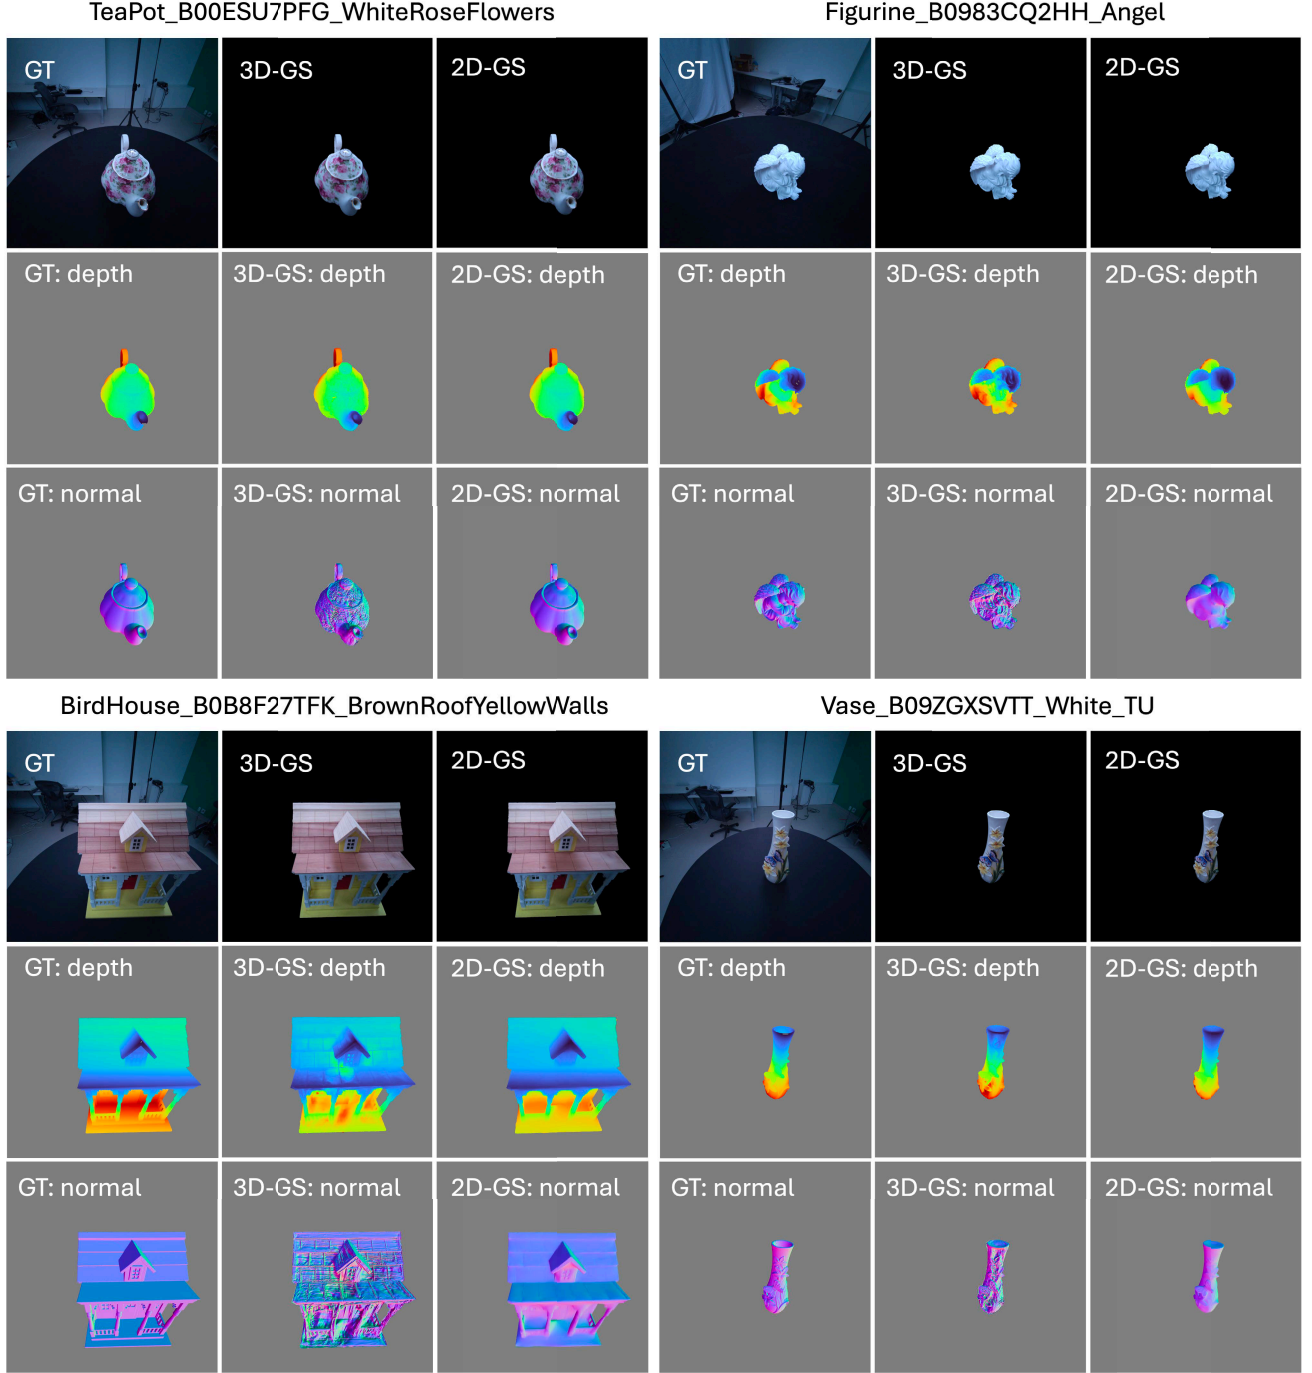 TeaPot_B00ESU7PFG_WhiteRoseFlowers
GT
3D-GS
2D-GS
GT: depth
3D-GS: depth
2D-GS: depth
GT: normal
3D-GS: normal
2D-GS: normal
Figurine_B0983CQ2HH_Angel
GT
3D-GS
2D-GS
GT: depth
3D-GS: depth
2D-GS: depth
GT: normal
3D-GS: normal
2D-GS: normal
BirdHouse_B0B8F27TFK_BrownRoofYellowWalls
GT
3D-GS
2D-GS
GT: depth
3D-GS: depth
2D-GS: depth
GT: normal
3D-GS: normal
2D-GS: normal
Vase_B09ZGXSVTT_White_TU
GT
3D-GS
2D-GS
GT: depth
3D-GS: depth
2D-GS: depth
GT: normal
3D-GS: normal
2D-GS: normal